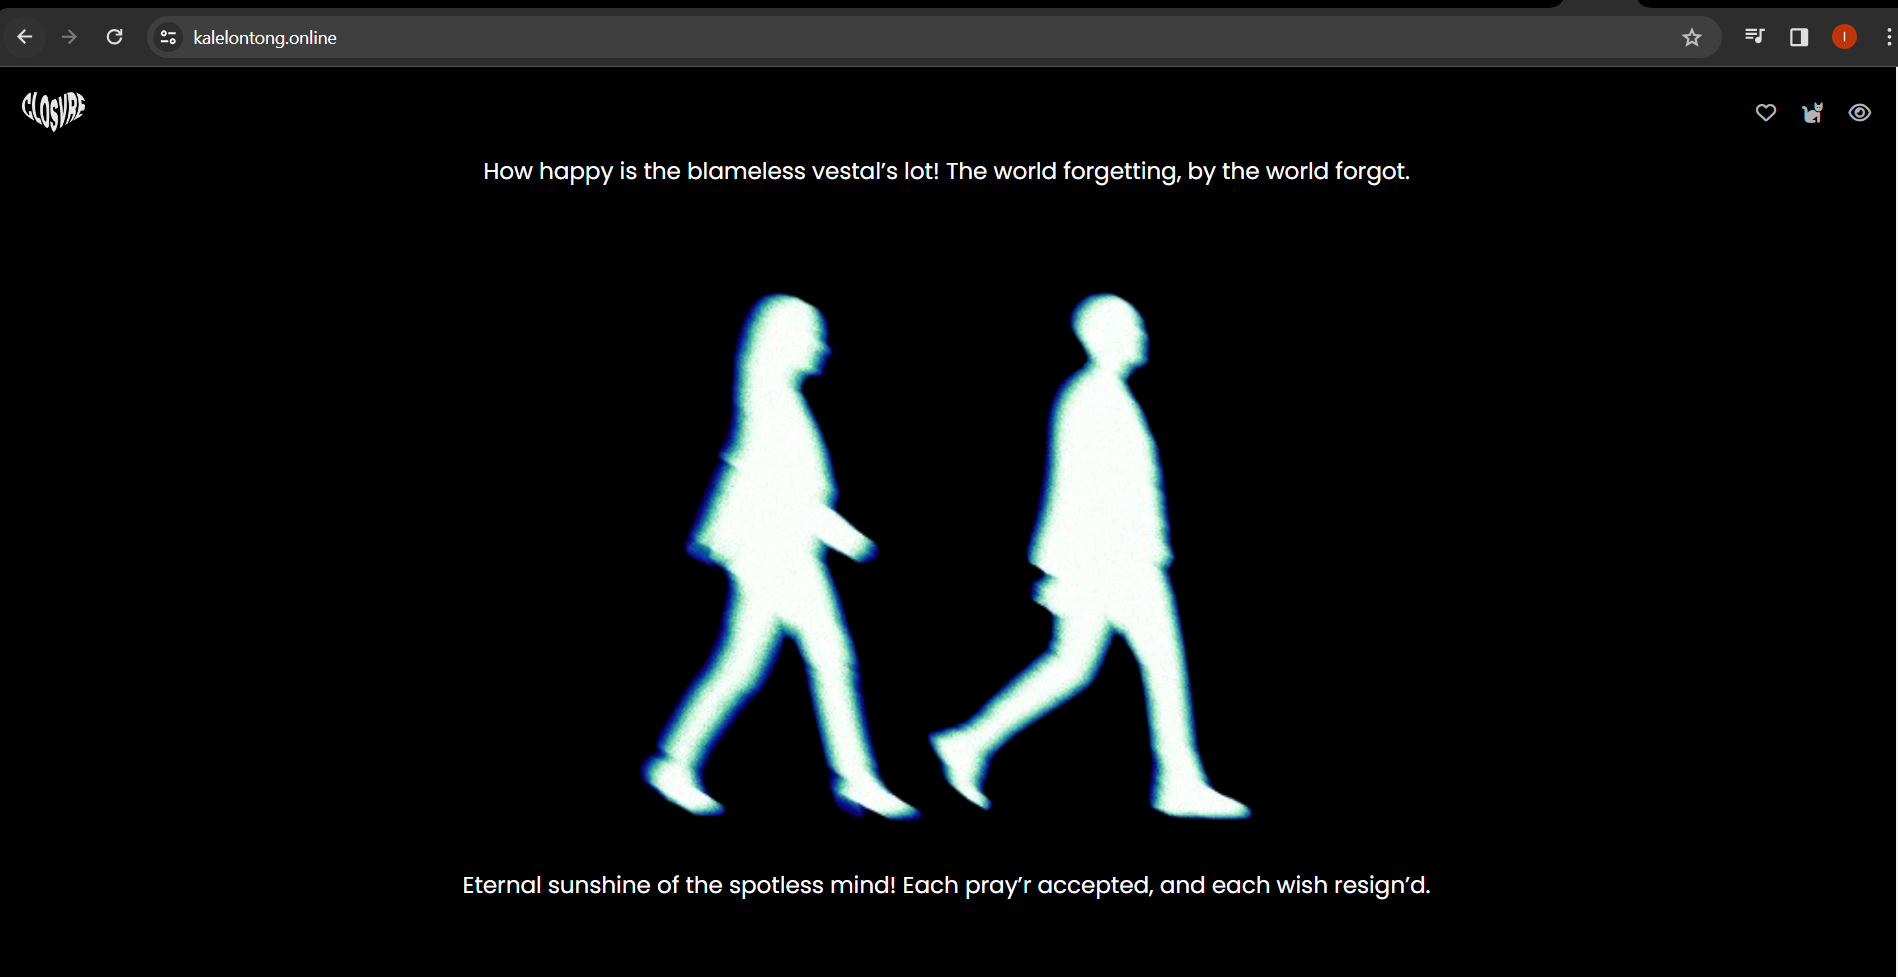 kalelontong.online
I
CLOSVRE
How happy is the blameless vestal’s lot! The world forgetting, by the world forgot.
Eternal sunshine of the spotless mind! Each pray’r accepted, and each wish resign’d.